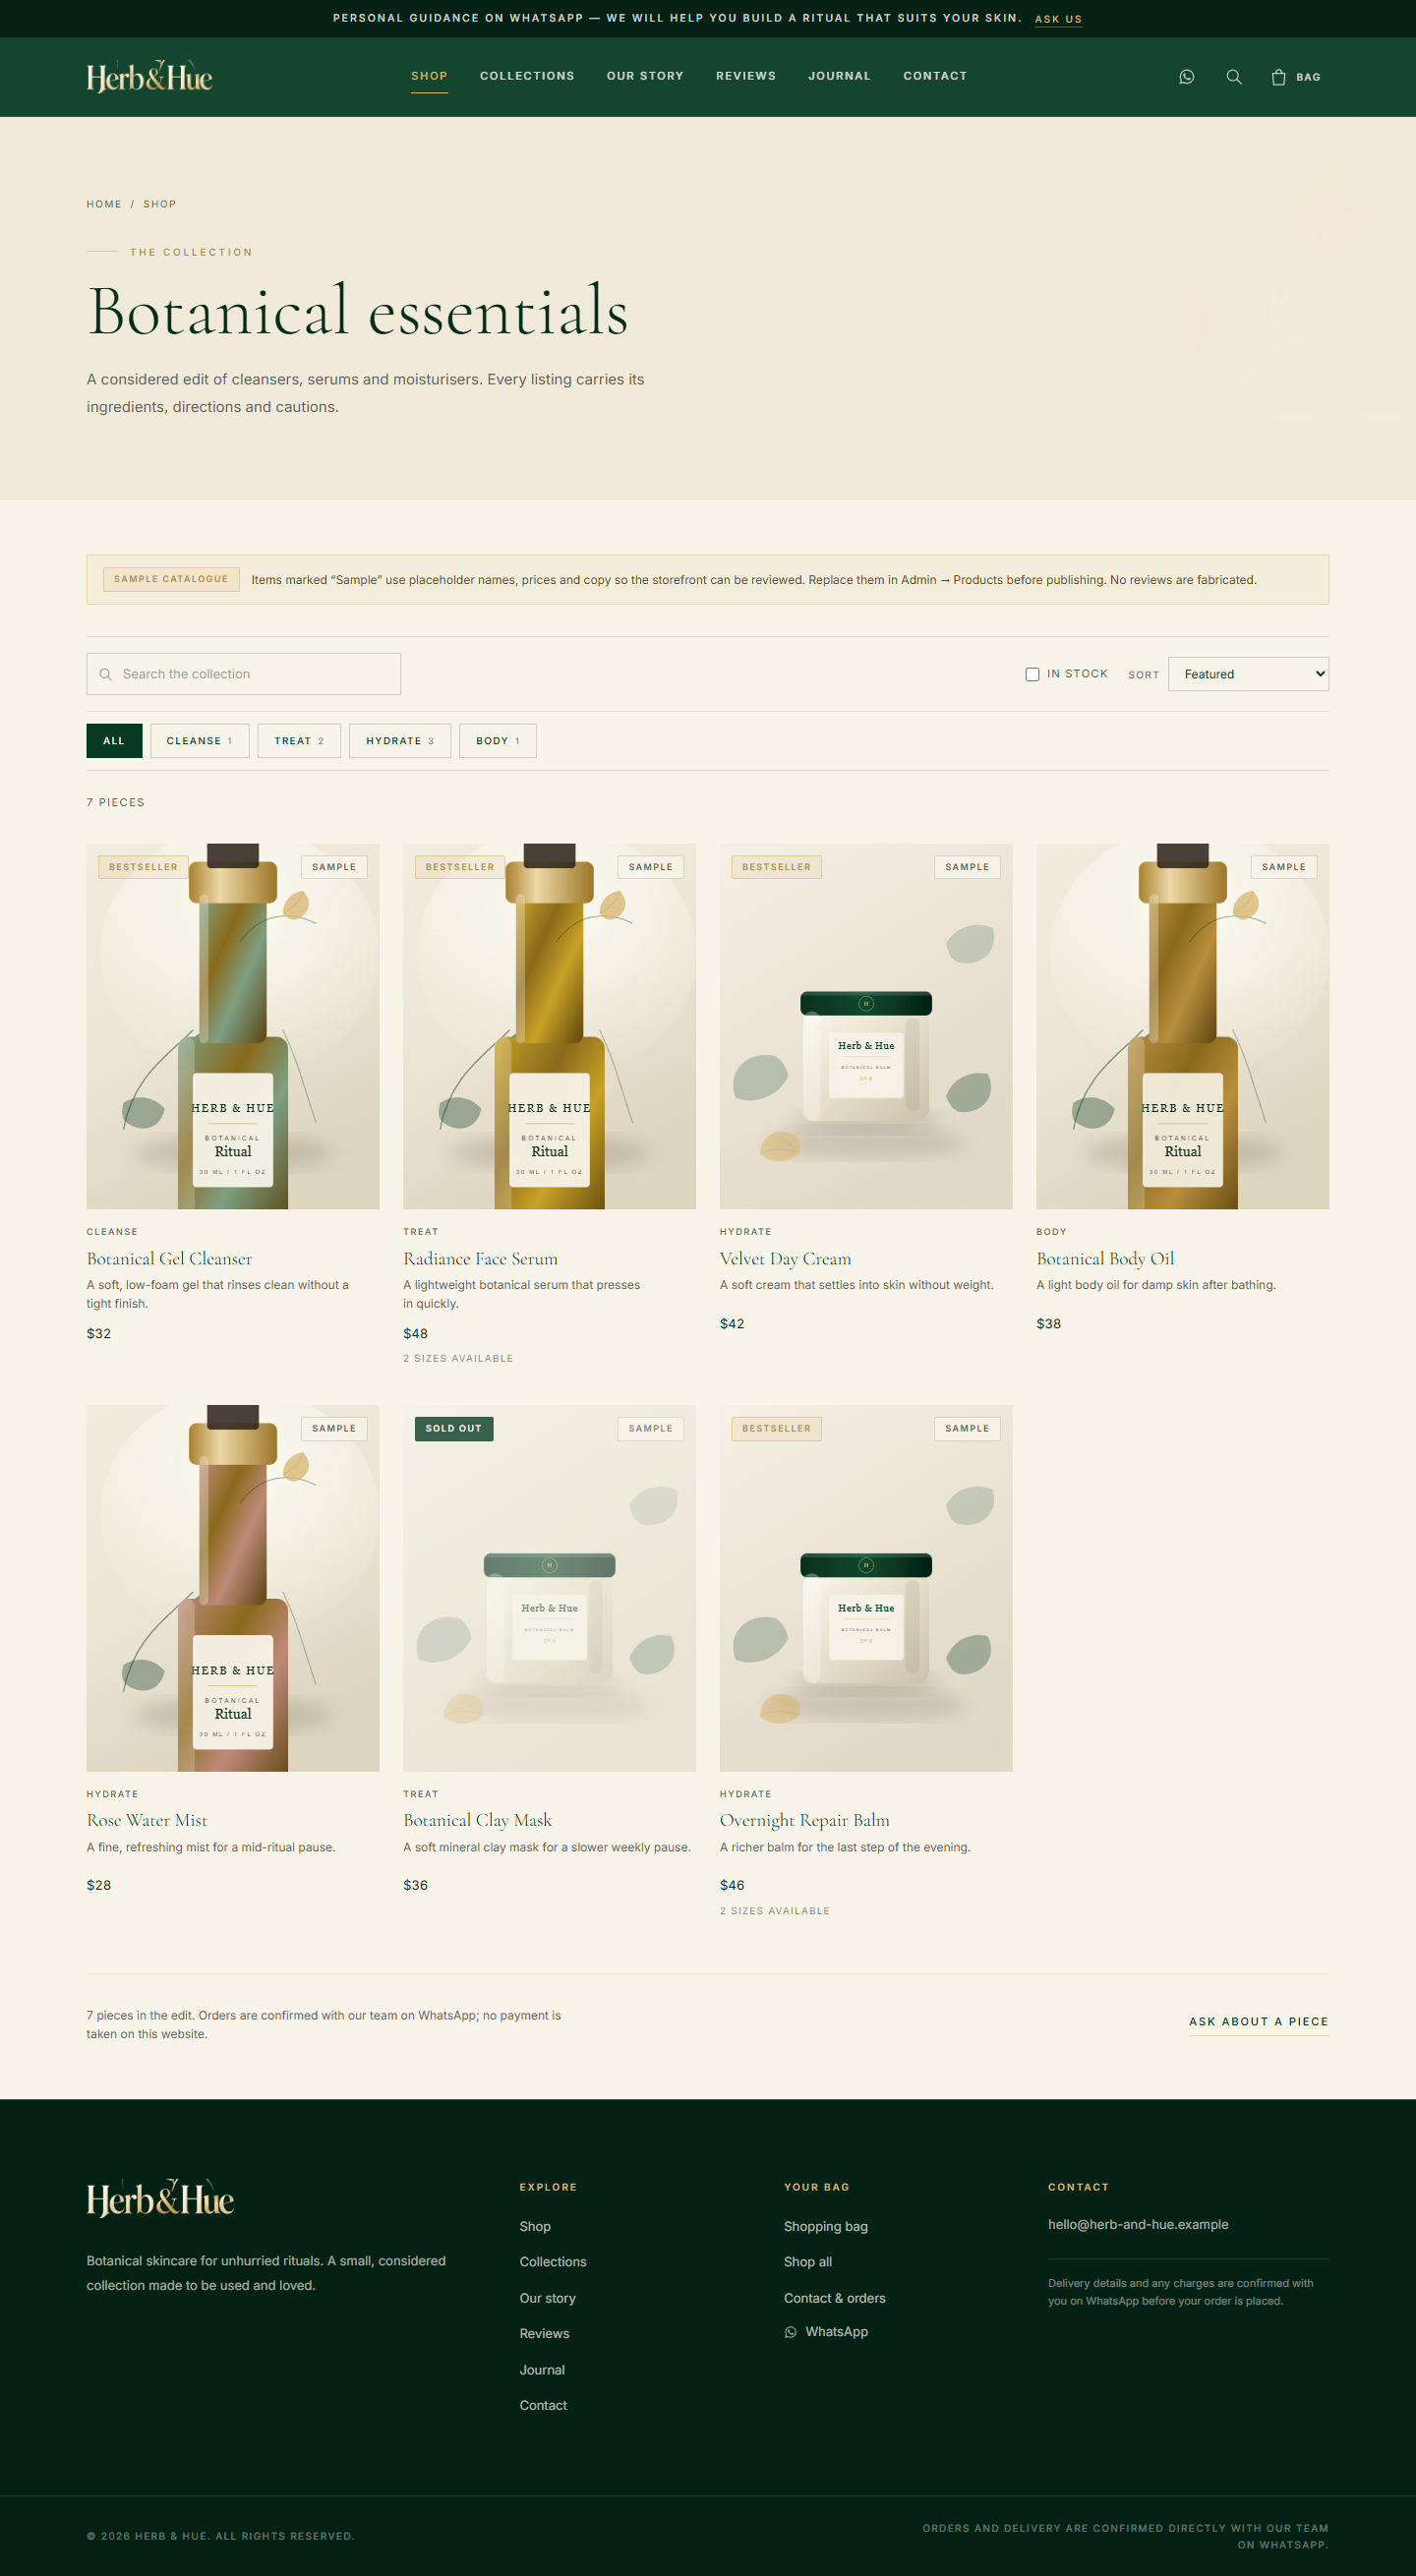 PERSONAL GUIDANCE ON WHATSAPP — WE WILL HELP YOU BUILD A RITUAL THAT SUITS YOUR SKIN. ASK US
Herb&Hue
SHOP COLLECTIONS OUR STORY REVIEWS JOURNAL CONTACT
BAG
HOME / SHOP
THE COLLECTION
Botanical essentials
A considered edit of cleansers, serums and moisturisers. Every listing carries its
ingredients, directions and cautions.
SAMPLE CATALOGUE Items marked “Sample” use placeholder names, prices and copy so the storefront can be reviewed. Replace them in Admin → Products before publishing. No reviews are fabricated.
Search the collection
IN STOCK SORT Featured
ALL CLEANSE 1 TREAT 2 HYDRATE 3 BODY 1
7 PIECES
BESTSELLER SAMPLE
HERB & HUE
BOTANICAL
Ritual
30 ML / 1 FL OZ
CLEANSE
Botanical Gel Cleanser
A soft, low-foam gel that rinses clean without a
tight finish.
$32
BESTSELLER SAMPLE
HERB & HUE
BOTANICAL
Ritual
30 ML / 1 FL OZ
TREAT
Radiance Face Serum
A lightweight botanical serum that presses
in quickly.
$48
2 SIZES AVAILABLE
BESTSELLER SAMPLE
H
Herb & Hue
BOTANICAL BALM
HYDRATE
Velvet Day Cream
A soft cream that settles into skin without weight.
$42
SAMPLE
HERB & HUE
BOTANICAL
Ritual
30 ML / 1 FL OZ
BODY
Botanical Body Oil
A light body oil for damp skin after bathing.
$38
SAMPLE
HERB & HUE
BOTANICAL
Ritual
30 ML / 1 FL OZ
HYDRATE
Rose Water Mist
A fine, refreshing mist for a mid-ritual pause.
$28
SOLD OUT SAMPLE
H
Herb & Hue
BOTANICAL BALM
TREAT
Botanical Clay Mask
A soft mineral clay mask for a slower weekly pause.
$36
BESTSELLER SAMPLE
H
Herb & Hue
BOTANICAL BALM
HYDRATE
Overnight Repair Balm
A richer balm for the last step of the evening.
$46
2 SIZES AVAILABLE
7 pieces in the edit. Orders are confirmed with our team on WhatsApp; no payment is
taken on this website.
ASK ABOUT A PIECE
Herb&Hue
Botanical skincare for unhurried rituals. A small, considered
collection made to be used and loved.
EXPLORE
Shop
Collections
Our story
Reviews
Journal
Contact
YOUR BAG
Shopping bag
Shop all
Contact & orders
WhatsApp
CONTACT
hello@herb-and-hue.example
Delivery details and any charges are confirmed with
you on WhatsApp before your order is placed.
© 2026 HERB & HUE. ALL RIGHTS RESERVED.
ORDERS AND DELIVERY ARE CONFIRMED DIRECTLY WITH OUR TEAM
ON WHATSAPP.